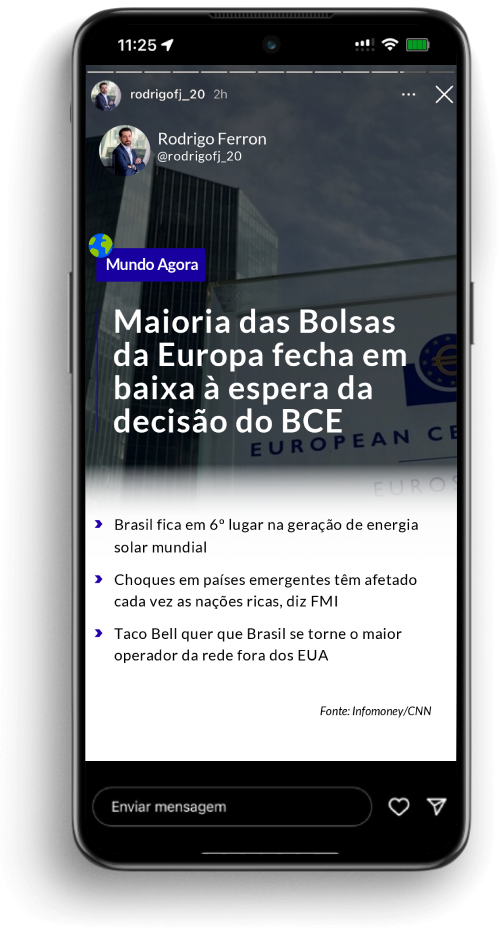 11:25
rodrigofj_20 2h
Rodrigo Ferron
@rodrigofj_20
Mundo Agora
Maioria das Bolsas
da Europa fecha em
baixa à espera da
decisão do BCE
EUROPEAN CE
EUROS
Brasil fica em 6º lugar na geração de energia
solar mundial
Choques em países emergentes têm afetado
cada vez as nações ricas, diz FMI
Taco Bell quer que Brasil se torne o maior
operador da rede fora dos EUA
Fonte: Infomoney/CNN
Enviar mensagem